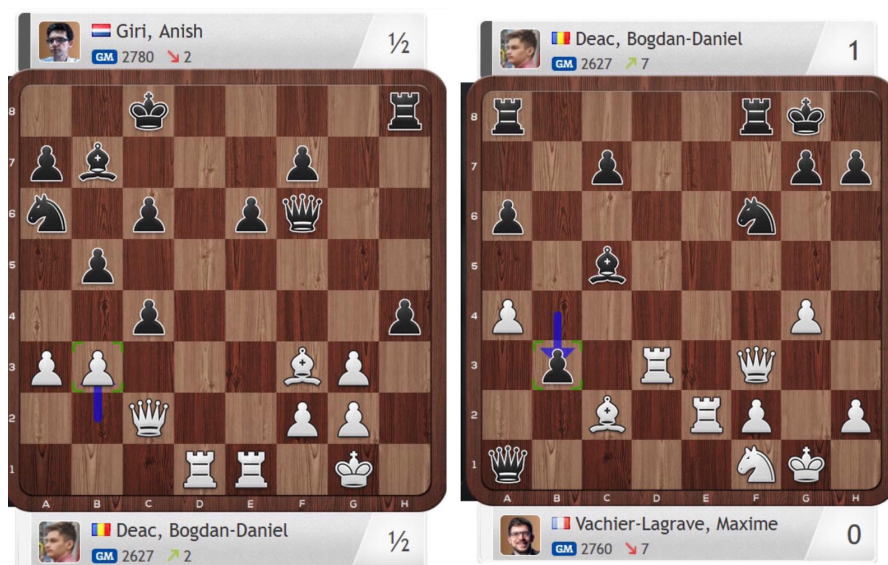 Giri, Anish
GM 2780 2
½
8
7
6
5
4
3
2
1
A B C D E F G H
Deac, Bogdan-Daniel
GM 2627 2
½
Deac, Bogdan-Daniel
GM 2627 7
1
8
7
6
5
4
3
2
1
A B C D E F G H
Vachier-Lagrave, Maxime
GM 2760 7
0